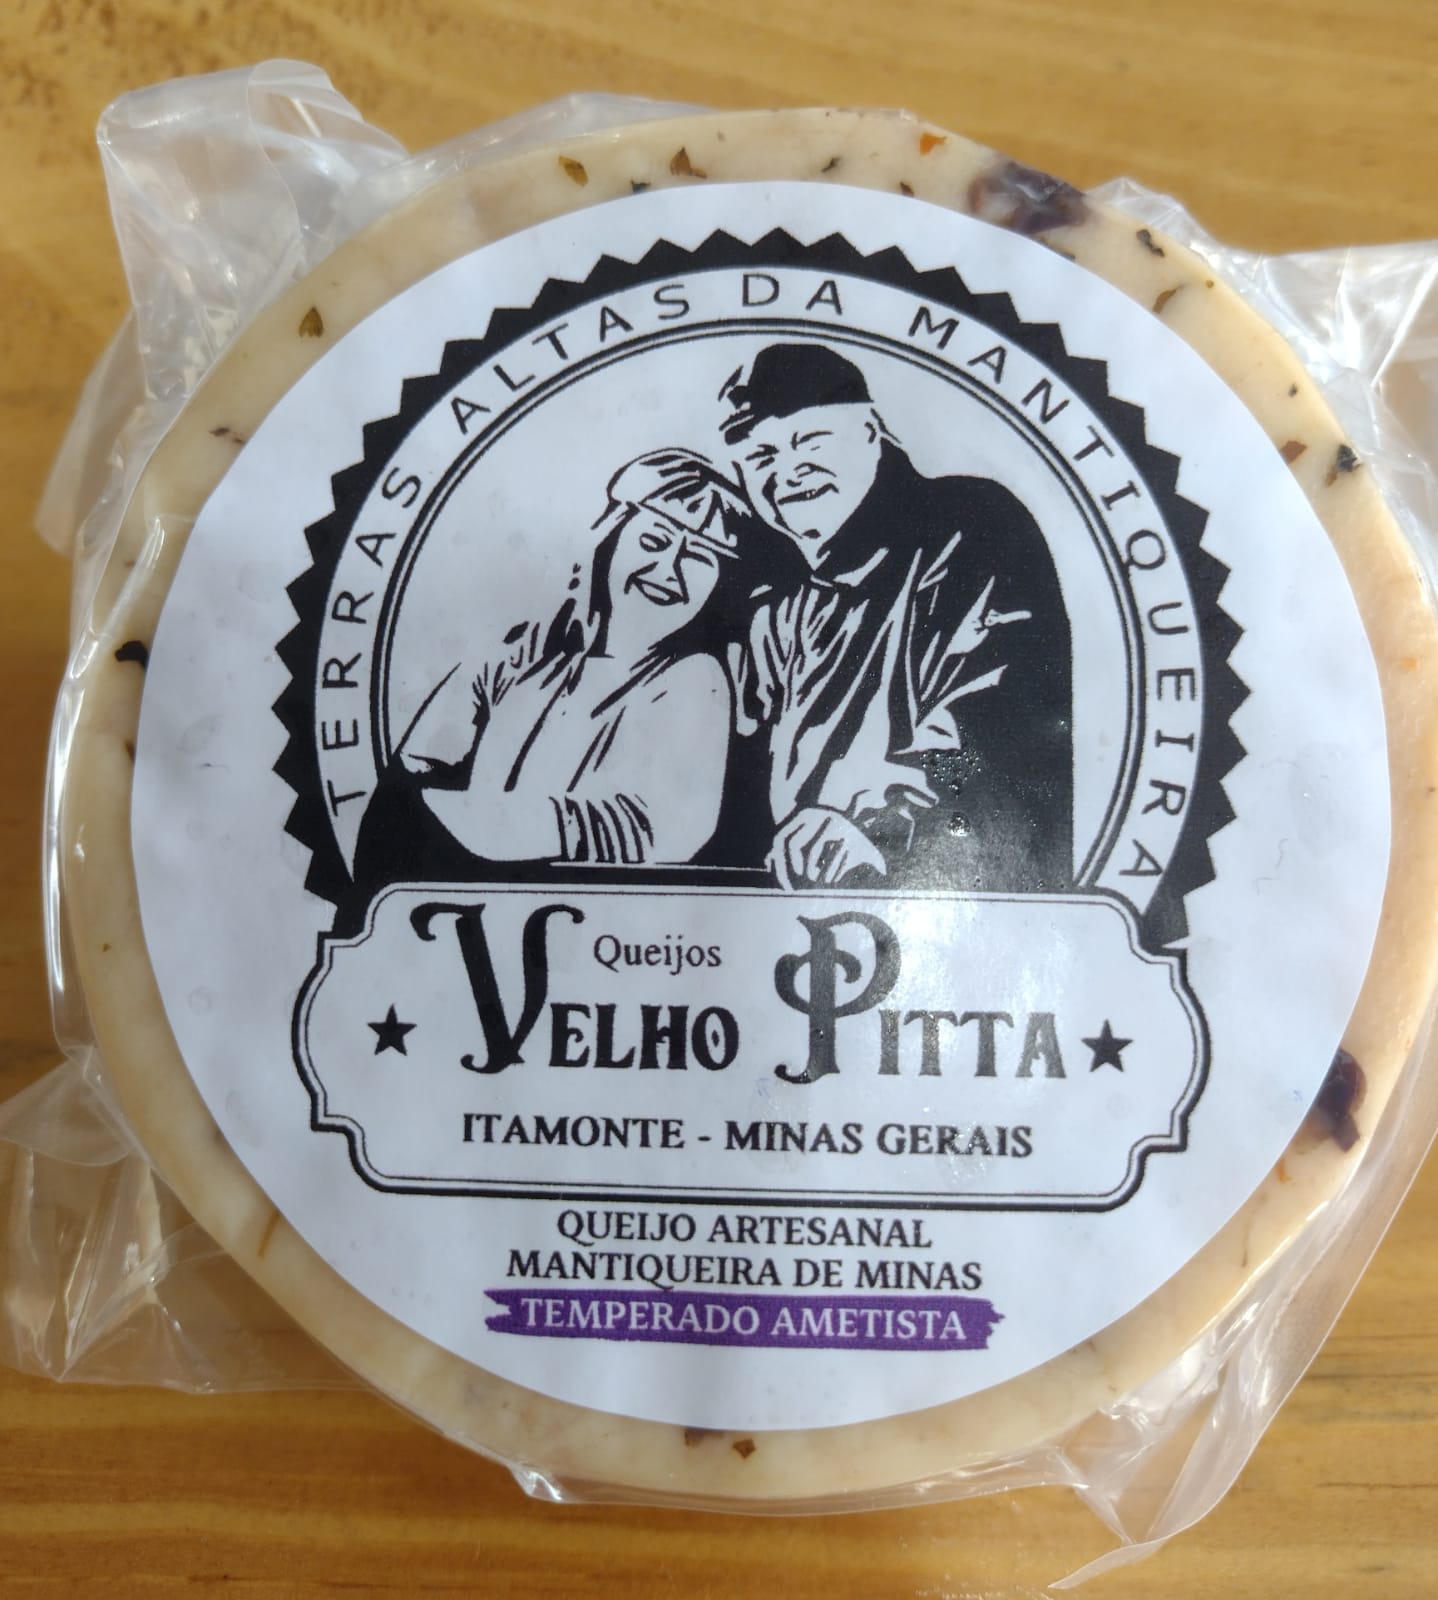 TERRAS ALTAS DA MANTIQUEIRA
Queijos
VELHO PITTA
ITAMONTE - MINAS GERAIS
QUEIJO ARTESANAL
MANTIQUEIRA DE MINAS
TEMPERADO AMETISTA